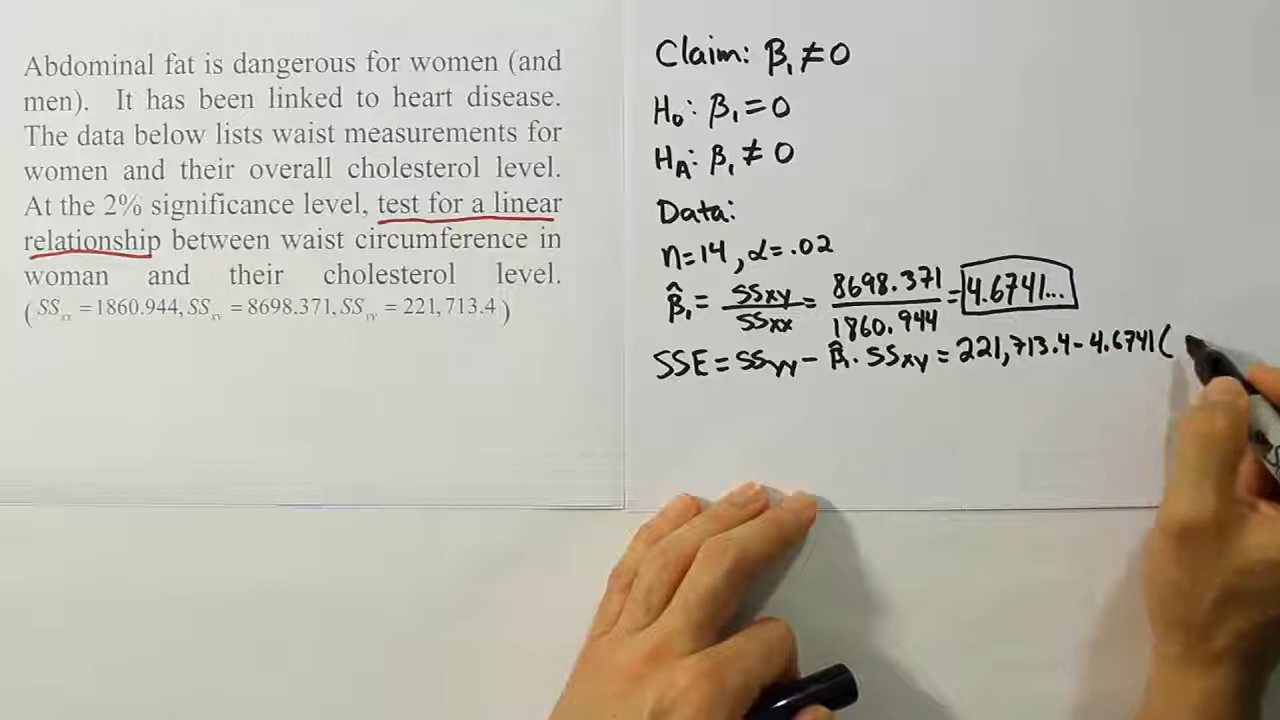 Abdominal fat is dangerous for women (and
men). It has been linked to heart disease.
The data below lists waist measurements for
women and their overall cholesterol level.
At the 2% significance level, test for a linear
relationship between waist circumference in
woman and their cholesterol level.
( SSxx = 1860.944, SSxy = 8698.371, SSyy = 221,713.4 )
Claim: β₁ ≠ 0
H₀: β₁ = 0
HA: β₁ ≠ 0
Data:
n = 14, α = .02
β̂₁ = SSxy/SSxx = 8698.371/1860.944 = 4.6741...
SSE = SSyy − β̂₁ · SSxy = 221,713.4 − 4.6741(